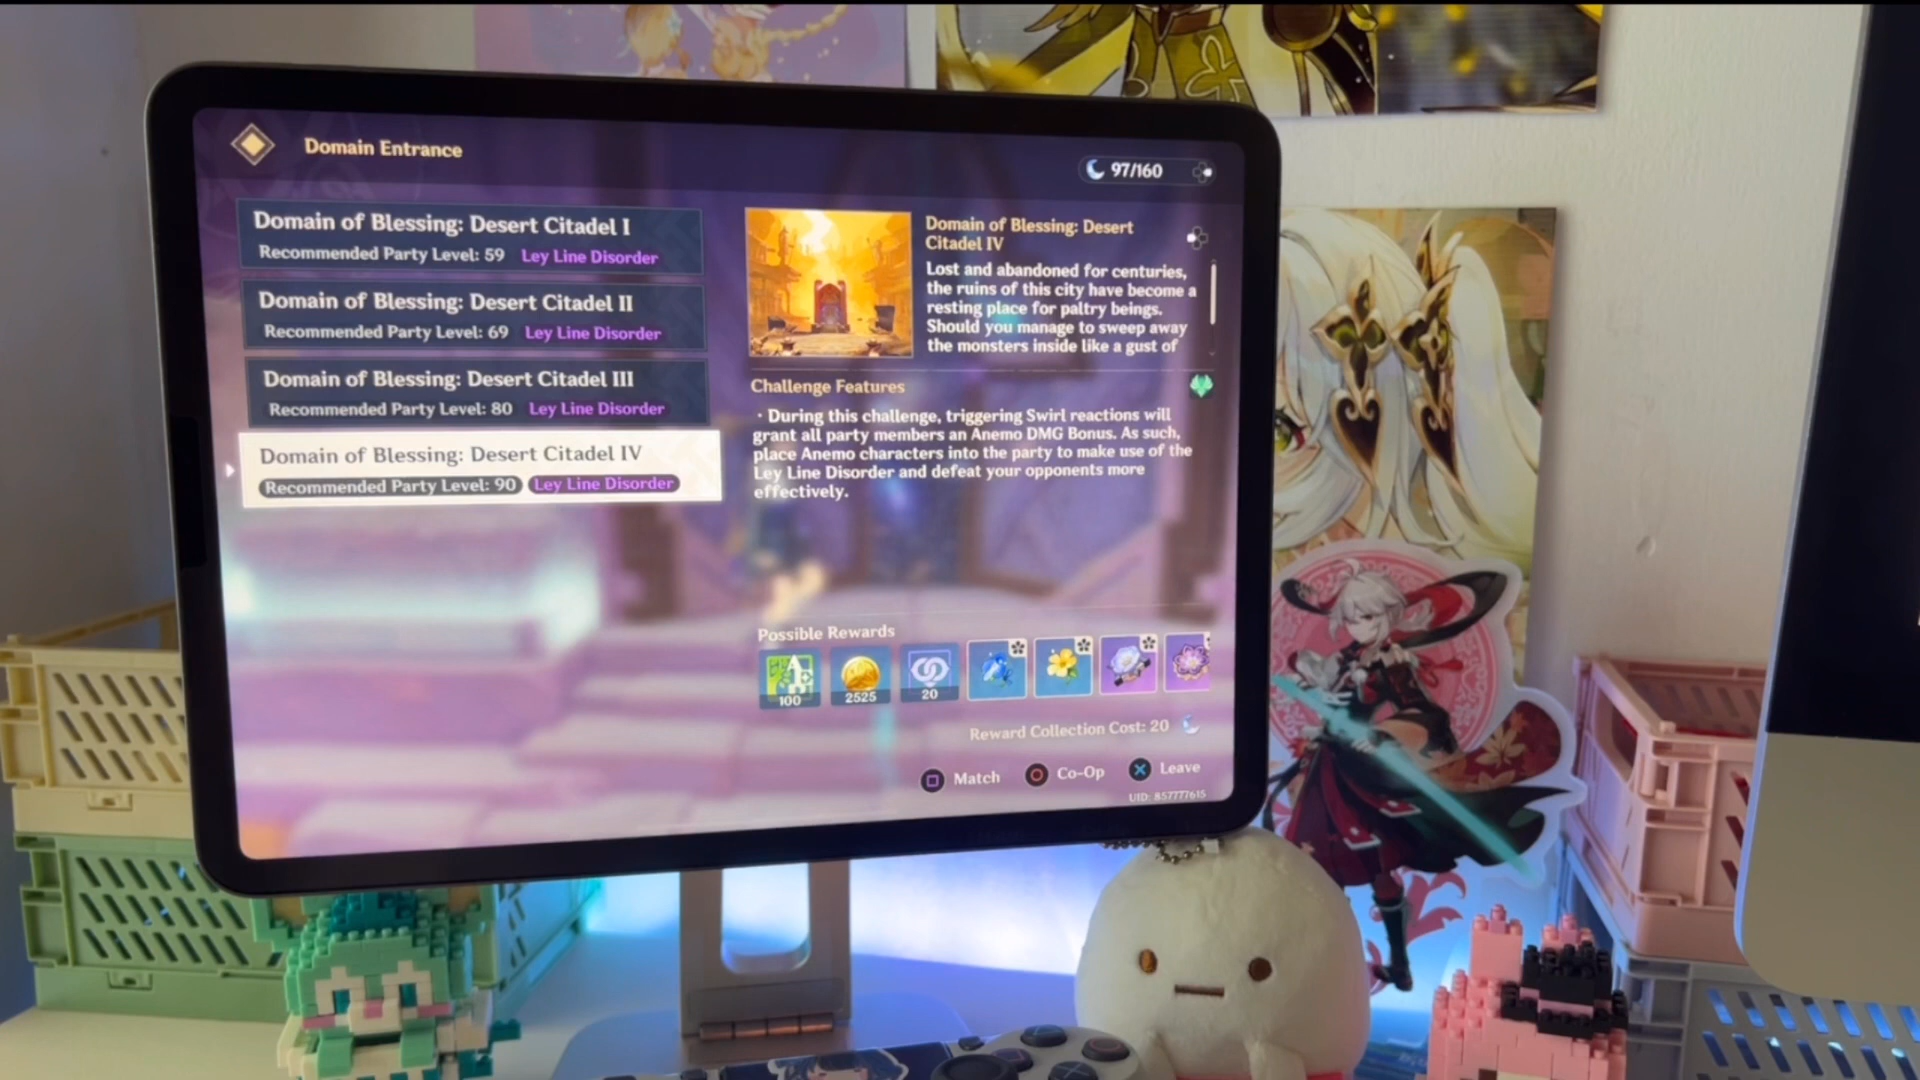 Domain Entrance
97/160
Domain of Blessing: Desert Citadel I
Recommended Party Level: 59 Ley Line Disorder
Domain of Blessing: Desert Citadel II
Recommended Party Level: 69 Ley Line Disorder
Domain of Blessing: Desert Citadel III
Recommended Party Level: 80 Ley Line Disorder
Domain of Blessing: Desert Citadel IV
Recommended Party Level: 90 Ley Line Disorder
Domain of Blessing: Desert
Citadel IV
Lost and abandoned for centuries,
the ruins of this city have become a
resting place for paltry beings.
Should you manage to sweep away
the monsters inside like a gust of
Challenge Features
· During this challenge, triggering Swirl reactions will
grant all party members an Anemo DMG Bonus. As such,
place Anemo characters into the party to make use of the
Ley Line Disorder and defeat your opponents more
effectively.
Possible Rewards
100
2525
20
Reward Collection Cost: 20
Match
Co-Op
Leave
UID: 857777615